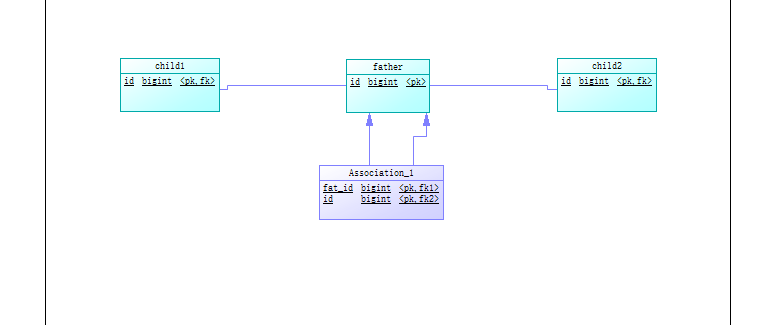 child1
id bigint <pk,fk>
father
id bigint <pk>
child2
id bigint <pk,fk>
Association_1
fat_id bigint <pk,fk1>
id bigint <pk,fk2>